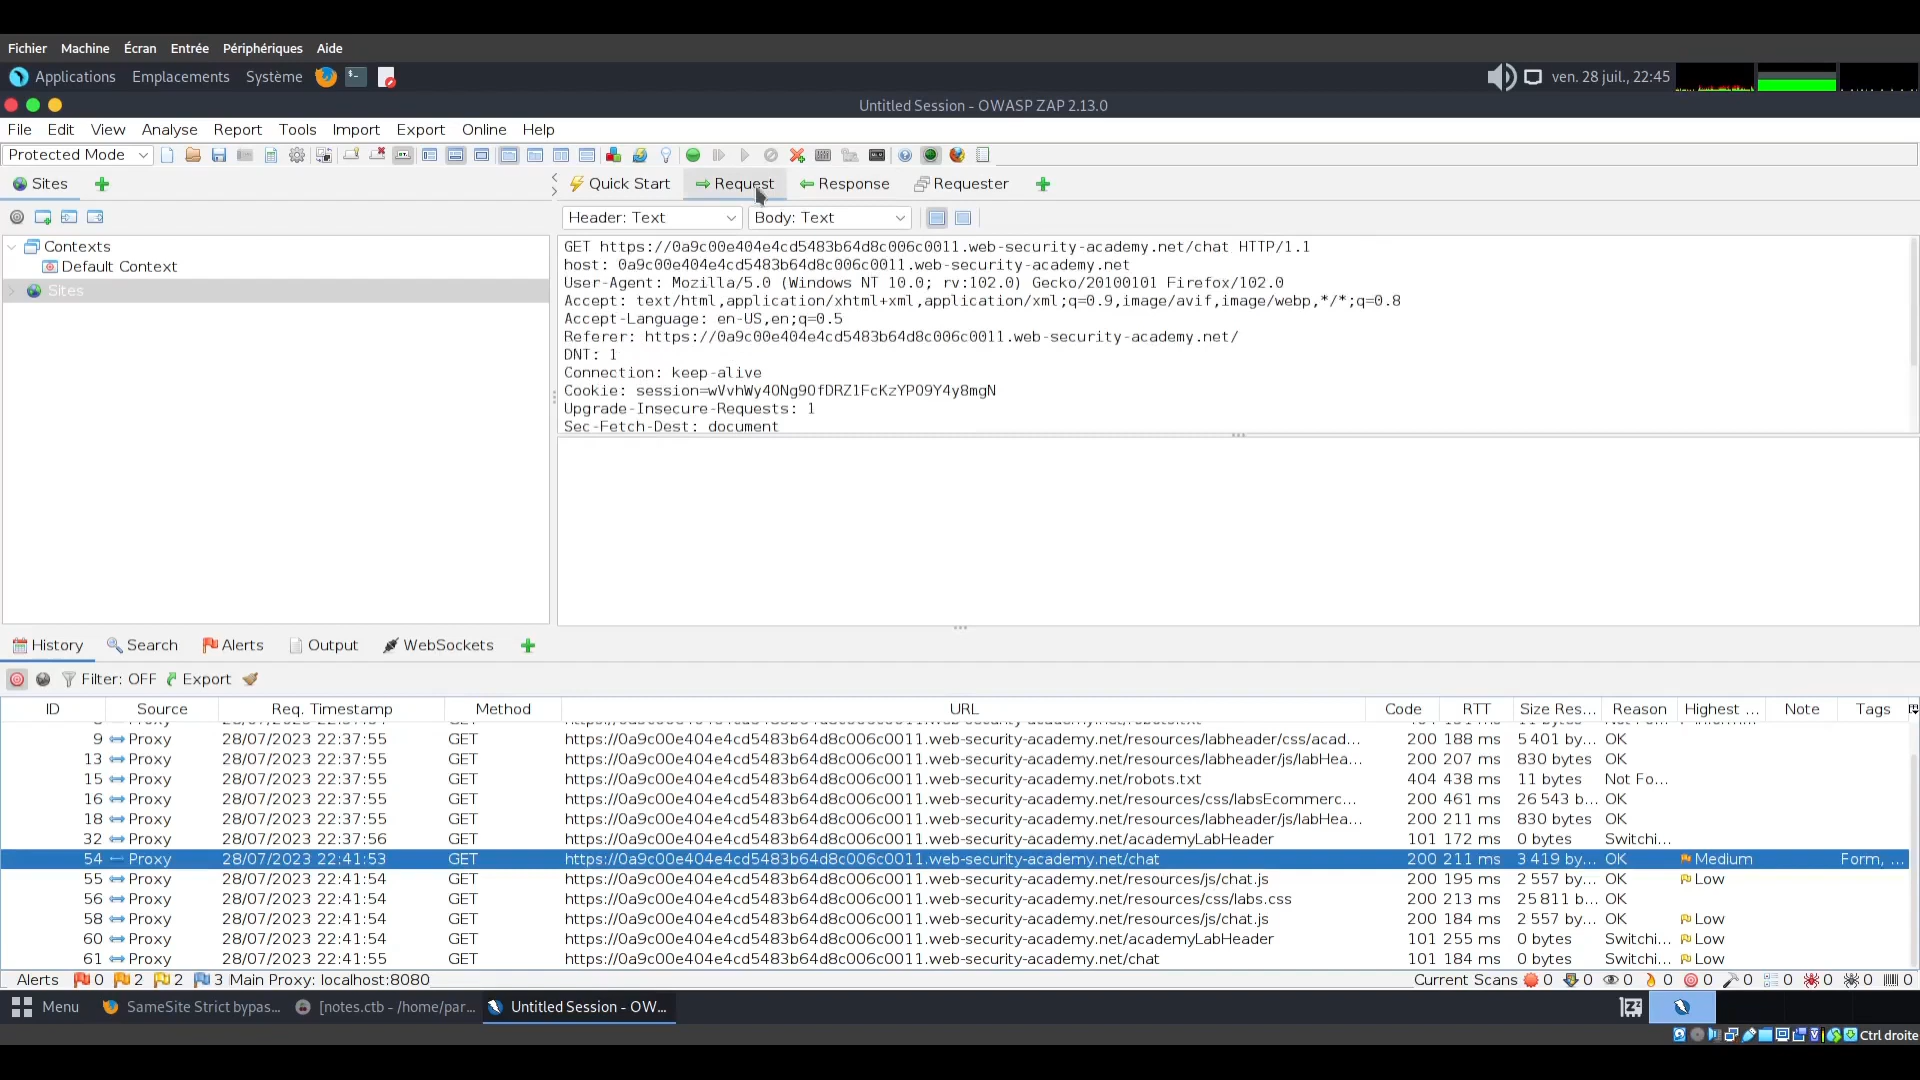 Fichier Machine Écran Entrée Périphériques Aide
Applications Emplacements Système ven. 28 juil., 22:45
Untitled Session - OWASP ZAP 2.13.0
File Edit View Analyse Report Tools Import Export Online Help
Protected Mode
Sites Quick Start Request Response Requester
Header: Text Body: Text
Contexts
Default Context
Sites
GET https://0a9c00e404e4cd5483b64d8c006c0011.web-security-academy.net/chat HTTP/1.1
host: 0a9c00e404e4cd5483b64d8c006c0011.web-security-academy.net
User-Agent: Mozilla/5.0 (Windows NT 10.0; rv:102.0) Gecko/20100101 Firefox/102.0
Accept: text/html,application/xhtml+xml,application/xml;q=0.9,image/avif,image/webp,*/*;q=0.8
Accept-Language: en-US,en;q=0.5
Referer: https://0a9c00e404e4cd5483b64d8c006c0011.web-security-academy.net/
DNT: 1
Connection: keep-alive
Cookie: session=wVvhWy4ONg9OfDRZ1FcKzYPO9Y4y8mgN
Upgrade-Insecure-Requests: 1
Sec-Fetch-Dest: document
History Search Alerts Output WebSockets
Filter: OFF Export
ID Source Req. Timestamp Method URL Code RTT Size Res... Reason Highest ... Note Tags
9 Proxy 28/07/2023 22:37:55 GET https://0a9c00e404e4cd5483b64d8c006c0011.web-security-academy.net/resources/labheader/css/acad... 200 188 ms 5 401 by... OK
13 Proxy 28/07/2023 22:37:55 GET https://0a9c00e404e4cd5483b64d8c006c0011.web-security-academy.net/resources/labheader/js/labHea... 200 207 ms 830 bytes OK
15 Proxy 28/07/2023 22:37:55 GET https://0a9c00e404e4cd5483b64d8c006c0011.web-security-academy.net/robots.txt 404 438 ms 11 bytes Not Fo...
16 Proxy 28/07/2023 22:37:55 GET https://0a9c00e404e4cd5483b64d8c006c0011.web-security-academy.net/resources/css/labsEcommerc... 200 461 ms 26 543 b... OK
18 Proxy 28/07/2023 22:37:55 GET https://0a9c00e404e4cd5483b64d8c006c0011.web-security-academy.net/resources/labheader/js/labHea... 200 211 ms 830 bytes OK
32 Proxy 28/07/2023 22:37:56 GET https://0a9c00e404e4cd5483b64d8c006c0011.web-security-academy.net/academyLabHeader 101 172 ms 0 bytes Switchi...
54 Proxy 28/07/2023 22:41:53 GET https://0a9c00e404e4cd5483b64d8c006c0011.web-security-academy.net/chat 200 211 ms 3 419 by... OK Medium Form, ...
55 Proxy 28/07/2023 22:41:54 GET https://0a9c00e404e4cd5483b64d8c006c0011.web-security-academy.net/resources/js/chat.js 200 195 ms 2 557 by... OK Low
56 Proxy 28/07/2023 22:41:54 GET https://0a9c00e404e4cd5483b64d8c006c0011.web-security-academy.net/resources/css/labs.css 200 213 ms 25 811 b... OK
58 Proxy 28/07/2023 22:41:54 GET https://0a9c00e404e4cd5483b64d8c006c0011.web-security-academy.net/resources/js/chat.js 200 184 ms 2 557 by... OK Low
60 Proxy 28/07/2023 22:41:54 GET https://0a9c00e404e4cd5483b64d8c006c0011.web-security-academy.net/academyLabHeader 101 255 ms 0 bytes Switchi... Low
61 Proxy 28/07/2023 22:41:55 GET https://0a9c00e404e4cd5483b64d8c006c0011.web-security-academy.net/chat 101 184 ms 0 bytes Switchi... Low
Alerts 0 2 2 3 Main Proxy: localhost:8080 Current Scans 0 0 0 0 0 0 0 0 0 0
Menu SameSite Strict bypas... [notes.ctb - /home/par... Untitled Session - OW...
Ctrl droite